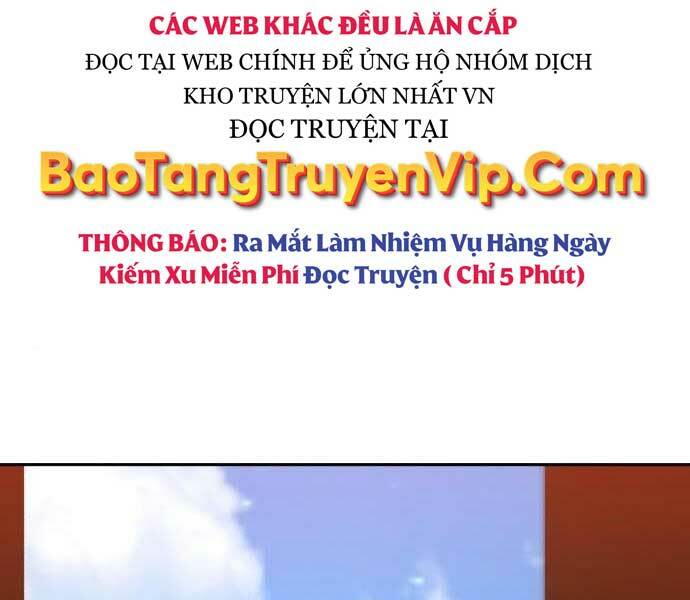 CÁC WEB KHÁC ĐỀU LÀ ĂN CẮP
ĐỌC TẠI WEB CHÍNH ĐỂ ỦNG HỘ NHÓM DỊCH
KHO TRUYỆN LỚN NHẤT VN
ĐỌC TRUYỆN TẠI
BaoTangTruyenVip.Com
THÔNG BÁO: Ra Mắt Làm Nhiệm Vụ Hàng Ngày
Kiếm Xu Miễn Phí Đọc Truyện ( Chỉ 5 Phút)